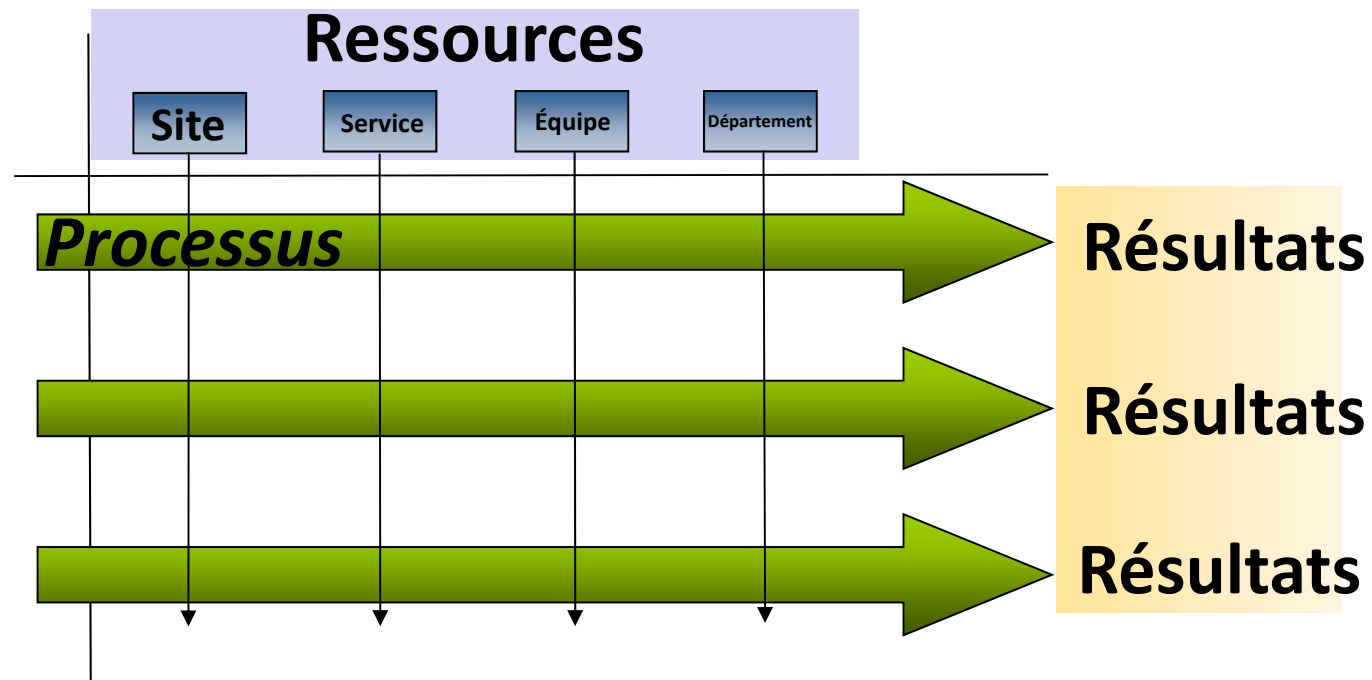 Ressources
Site
Service
Équipe
Département
Processus
Résultats
Résultats
Résultats